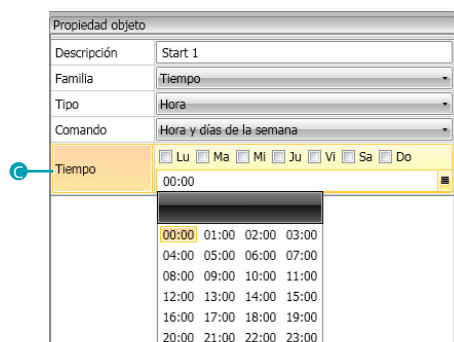 Propiedad objeto
Descripción Start 1
Familia Tiempo
Tipo Hora
Comando Hora y días de la semana
C Tiempo Lu Ma Mi Ju Vi Sa Do
00:00
00:00 01:00 02:00 03:00
04:00 05:00 06:00 07:00
08:00 09:00 10:00 11:00
12:00 13:00 14:00 15:00
16:00 17:00 18:00 19:00
20:00 21:00 22:00 23:00